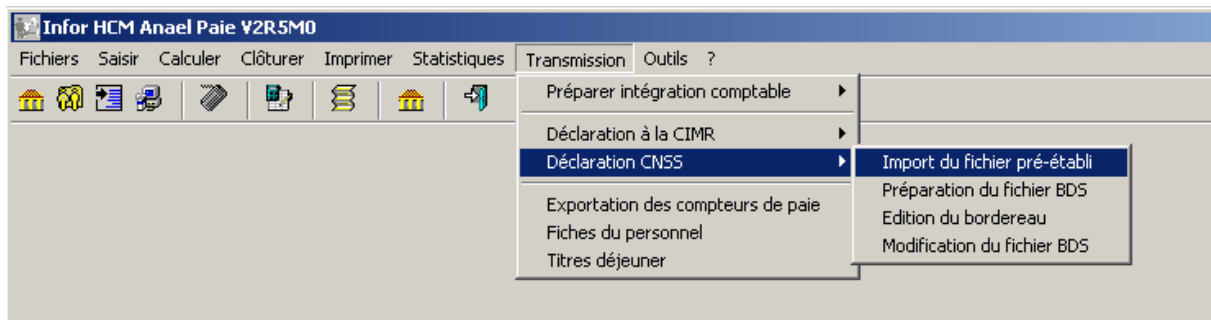 Infor HCM Anael Paie V2R5M0
Fichiers Saisir Calculer Clôturer Imprimer Statistiques Transmission Outils ?
Préparer intégration comptable
Déclaration à la CIMR
Déclaration CNSS
Import du fichier pré-établi
Préparation du fichier BDS
Edition du bordereau
Modification du fichier BDS
Exportation des compteurs de paie
Fiches du personnel
Titres déjeuner